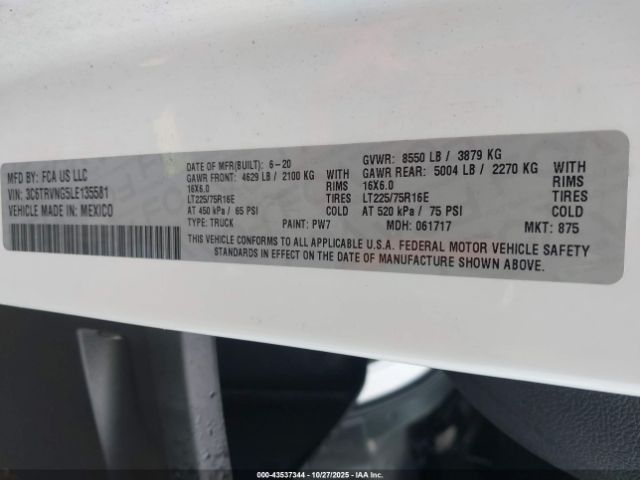 MFD BY: FCA US LLC
VIN: 3C6TRVNG5LE135581
VEHICLE MADE IN: MEXICO
DATE OF MFR(BUILT): 6-20 GVWR: 8550 LB / 3879 KG
GAWR FRONT: 4629 LB / 2100 KG WITH GAWR REAR: 5004 LB / 2270 KG WITH
16X6.0 RIMS 16X6.0 RIMS
LT225/75R16E TIRES LT225/75R16E TIRES
AT 450 kPa / 65 PSI COLD AT 520 kPa / 75 PSI COLD
TYPE: TRUCK PAINT: PW7 MDH: 061717 MKT: 875
THIS VEHICLE CONFORMS TO ALL APPLICABLE U.S.A. FEDERAL MOTOR VEHICLE SAFETY
STANDARDS IN EFFECT ON THE DATE OF MANUFACTURE SHOWN ABOVE.
000-43537344 - 10/27/2025 - IAAI.COM